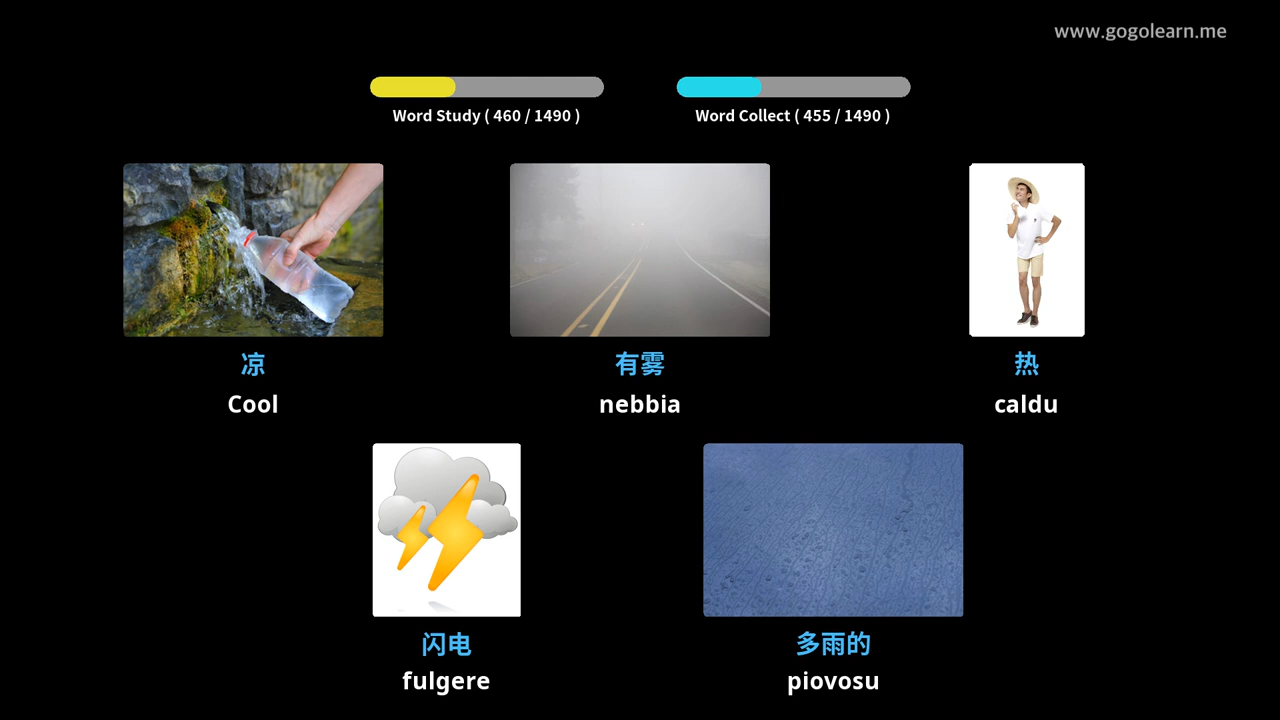 www.gogolearn.me
Word Study ( 460 / 1490 )
Word Collect ( 455 / 1490 )
凉
Cool
有雾
nebbia
热
caldu
闪电
fulgere
多雨的
piovosu